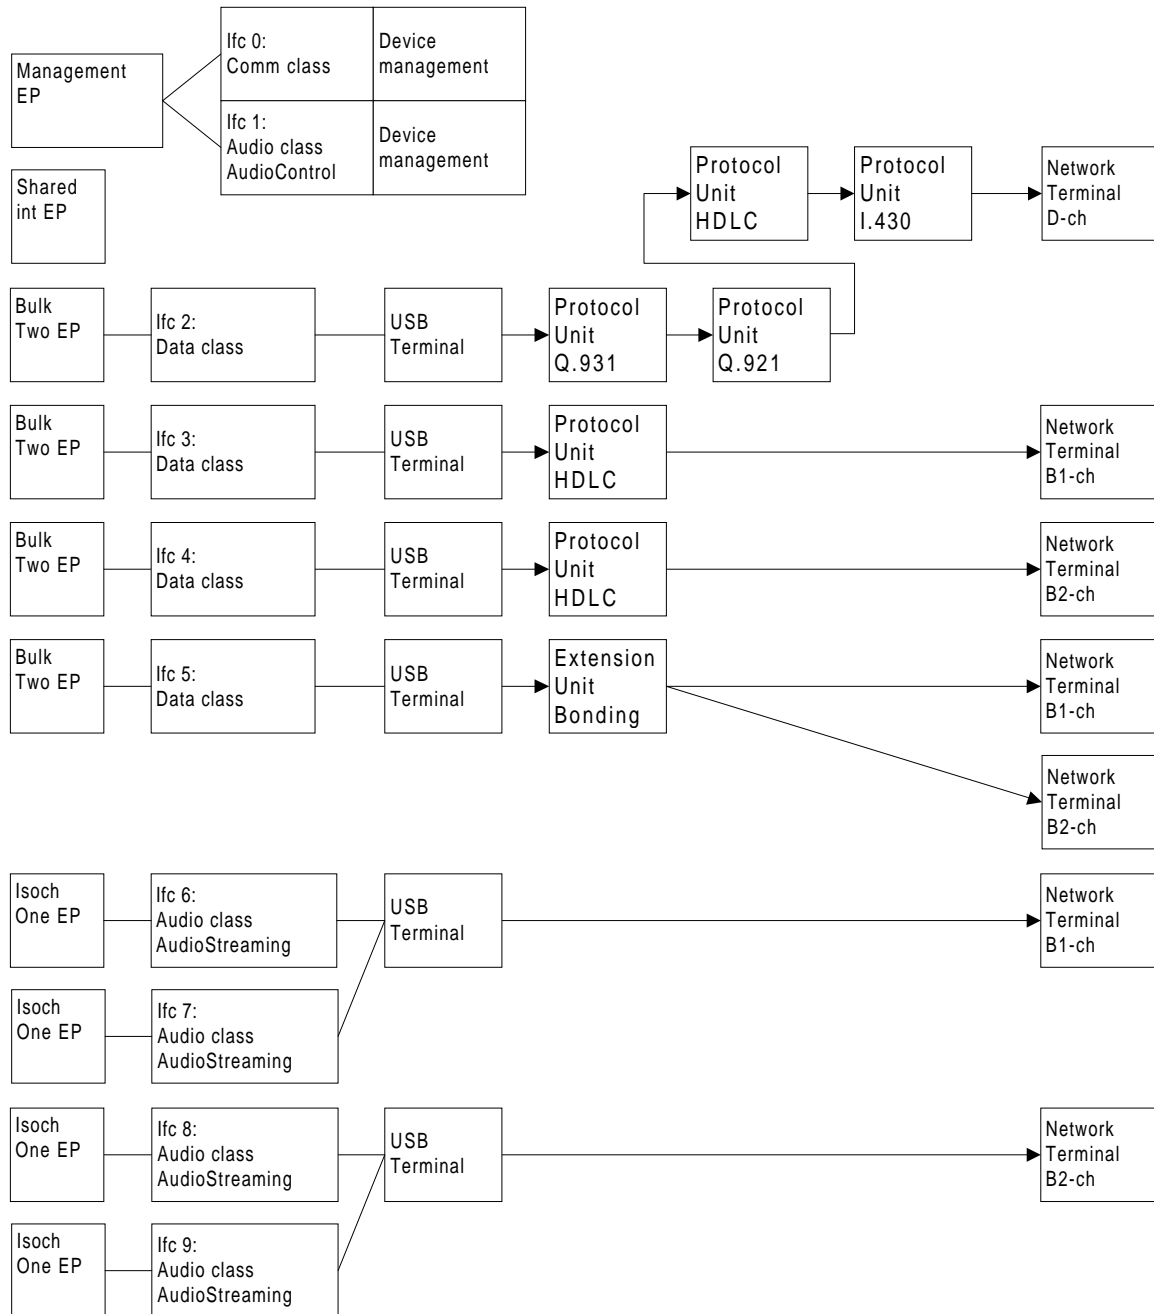 Management
EP
Ifc 0:
Comm class
Device
management
Ifc 1:
Audio class
AudioControl
Device
management
Shared
int EP
Protocol
Unit
HDLC
Protocol
Unit
I.430
Network
Terminal
D-ch
Bulk
Two EP
Ifc 2:
Data class
USB
Terminal
Protocol
Unit
Q.931
Protocol
Unit
Q.921
Bulk
Two EP
Ifc 3:
Data class
USB
Terminal
Protocol
Unit
HDLC
Network
Terminal
B1-ch
Bulk
Two EP
Ifc 4:
Data class
USB
Terminal
Protocol
Unit
HDLC
Network
Terminal
B2-ch
Bulk
Two EP
Ifc 5:
Data class
USB
Terminal
Extension
Unit
Bonding
Network
Terminal
B1-ch
Network
Terminal
B2-ch
Isoch
One EP
Ifc 6:
Audio class
AudioStreaming
USB
Terminal
Network
Terminal
B1-ch
Isoch
One EP
Ifc 7:
Audio class
AudioStreaming
Isoch
One EP
Ifc 8:
Audio class
AudioStreaming
USB
Terminal
Network
Terminal
B2-ch
Isoch
One EP
Ifc 9:
Audio class
AudioStreaming